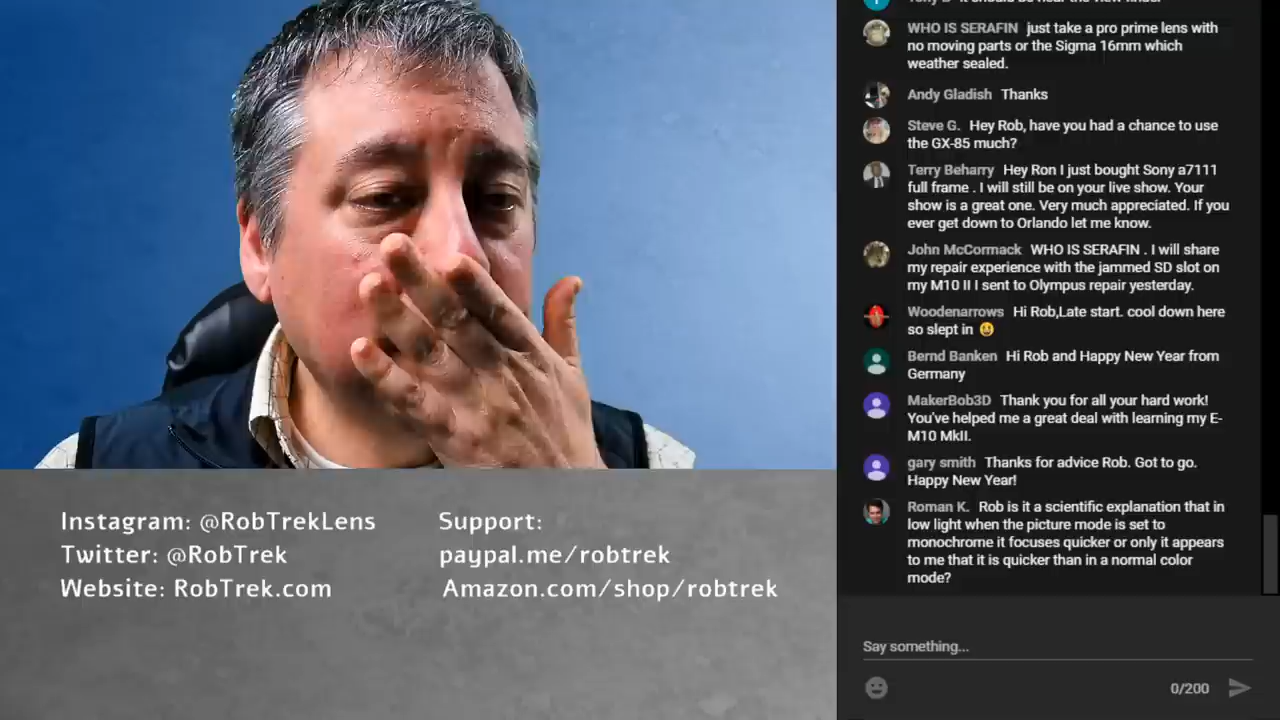 Tony B it should be near the view finder
WHO IS SERAFIN just take a pro prime lens with
no moving parts or the Sigma 16mm which
weather sealed.
Andy Gladish Thanks
Steve G. Hey Rob, have you had a chance to use
the GX-85 much?
Terry Beharry Hey Ron I just bought Sony a7111
full frame . I will still be on your live show. Your
show is a great one. Very much appreciated. If you
ever get down to Orlando let me know.
John McCormack WHO IS SERAFIN . I will share
my repair experience with the jammed SD slot on
my M10 II I sent to Olympus repair yesterday.
Woodenarrows Hi Rob,Late start. cool down here
so slept in
Bernd Banken Hi Rob and Happy New Year from
Germany
MakerBob3D Thank you for all your hard work!
You've helped me a great deal with learning my E-
M10 MkII.
gary smith Thanks for advice Rob. Got to go.
Happy New Year!
Roman K. Rob is it a scientific explanation that in
low light when the picture mode is set to
monochrome it focuses quicker or only it appears
to me that it is quicker than in a normal color
mode?
Say something...
0/200
Instagram: @RobTrekLens
Twitter: @RobTrek
Website: RobTrek.com
Support:
paypal.me/robtrek
Amazon.com/shop/robtrek